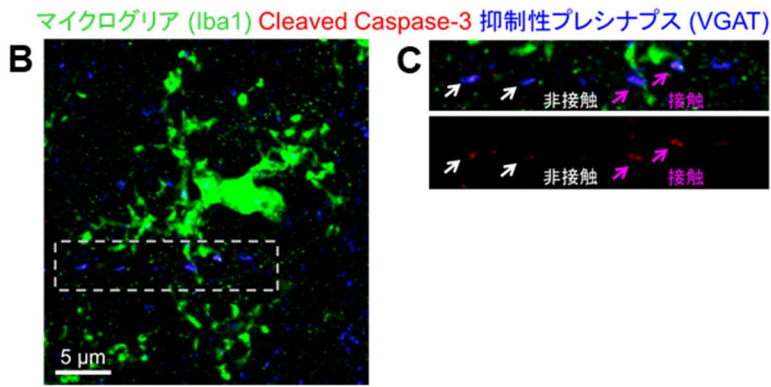 マイクログリア (Iba1) Cleaved Caspase-3 抑制性プレシナプス (VGAT)
B
5 μm
C
非接触 接触
非接触 接触